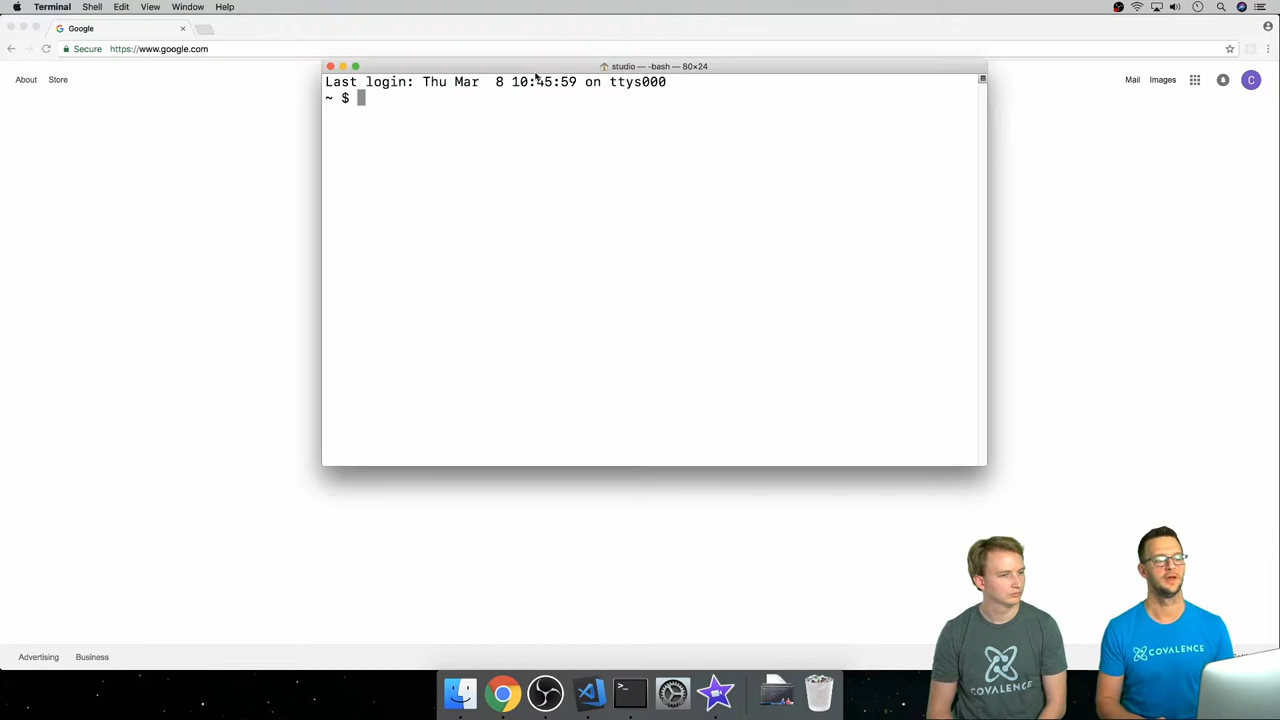 Terminal Shell Edit View Window Help
Google
Secure https://www.google.com
studio — -bash — 80×24
About Store
Mail Images
C
Last login: Thu Mar  8 10:45:59 on ttys000
~ $
COVALENCE
COVALENCE
Advertising Business